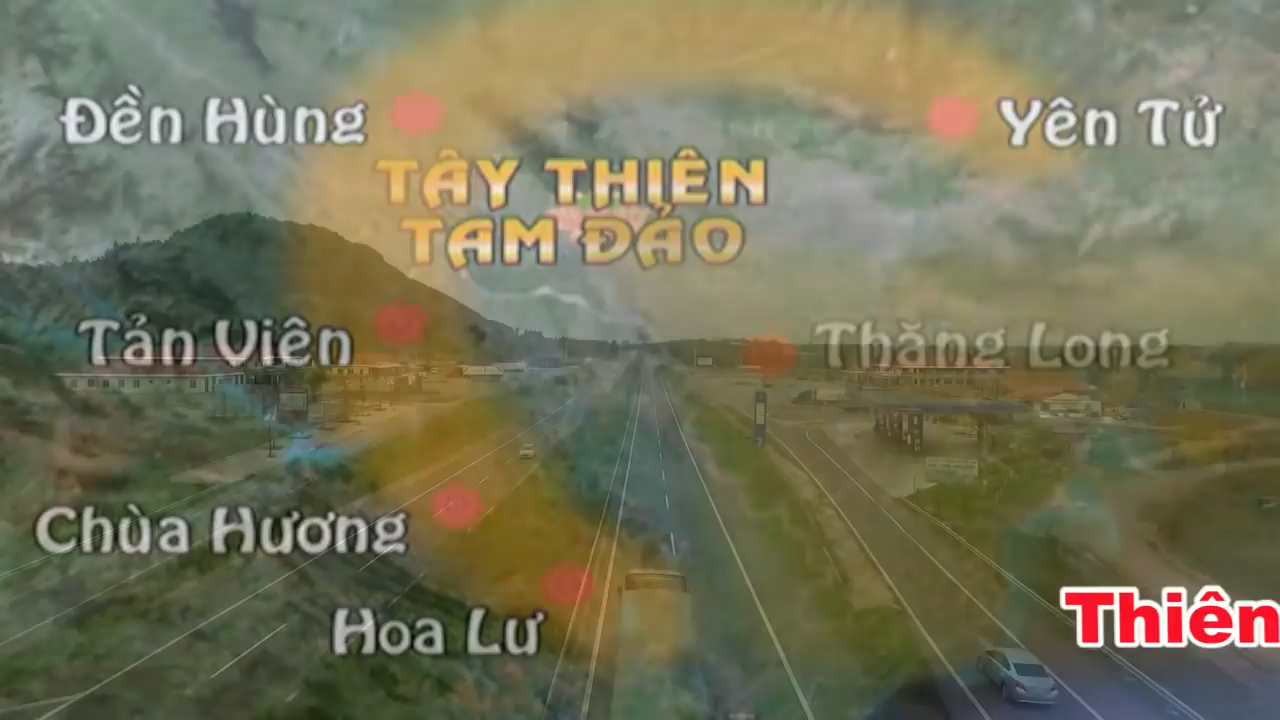 Đền Hùng
Yên Tử
TÂY THIÊN
TAM ĐẢO
Tản Viên
Thăng Long
Chùa Hương
Hoa Lư
Thiên